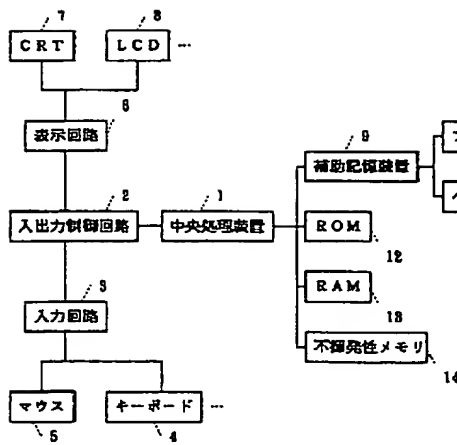 7 8
CRT LCD …
6
表示回路
9
補助記憶装置
2 1
入出力制御回路 中央処理装置 ROM
12
3
RAM
入力回路
13
不揮発性メモリ
14
マウス キーボード …
5 4